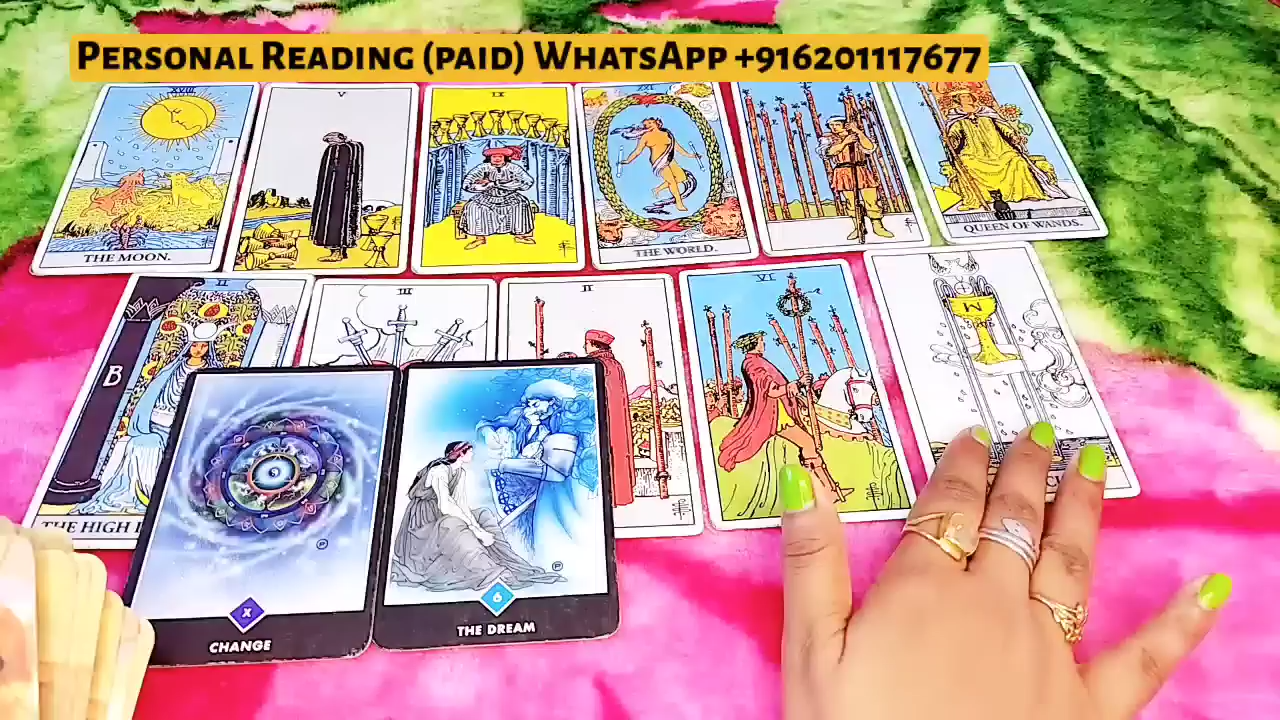 Personal Reading (paid) WhatsApp +916201117677
XVIII
V
IX
XXI
THE MOON.
THE WORLD.
QUEEN OF WANDS.
II
III
II
VI
B
THE HIGH
X
CHANGE
6
THE DREAM